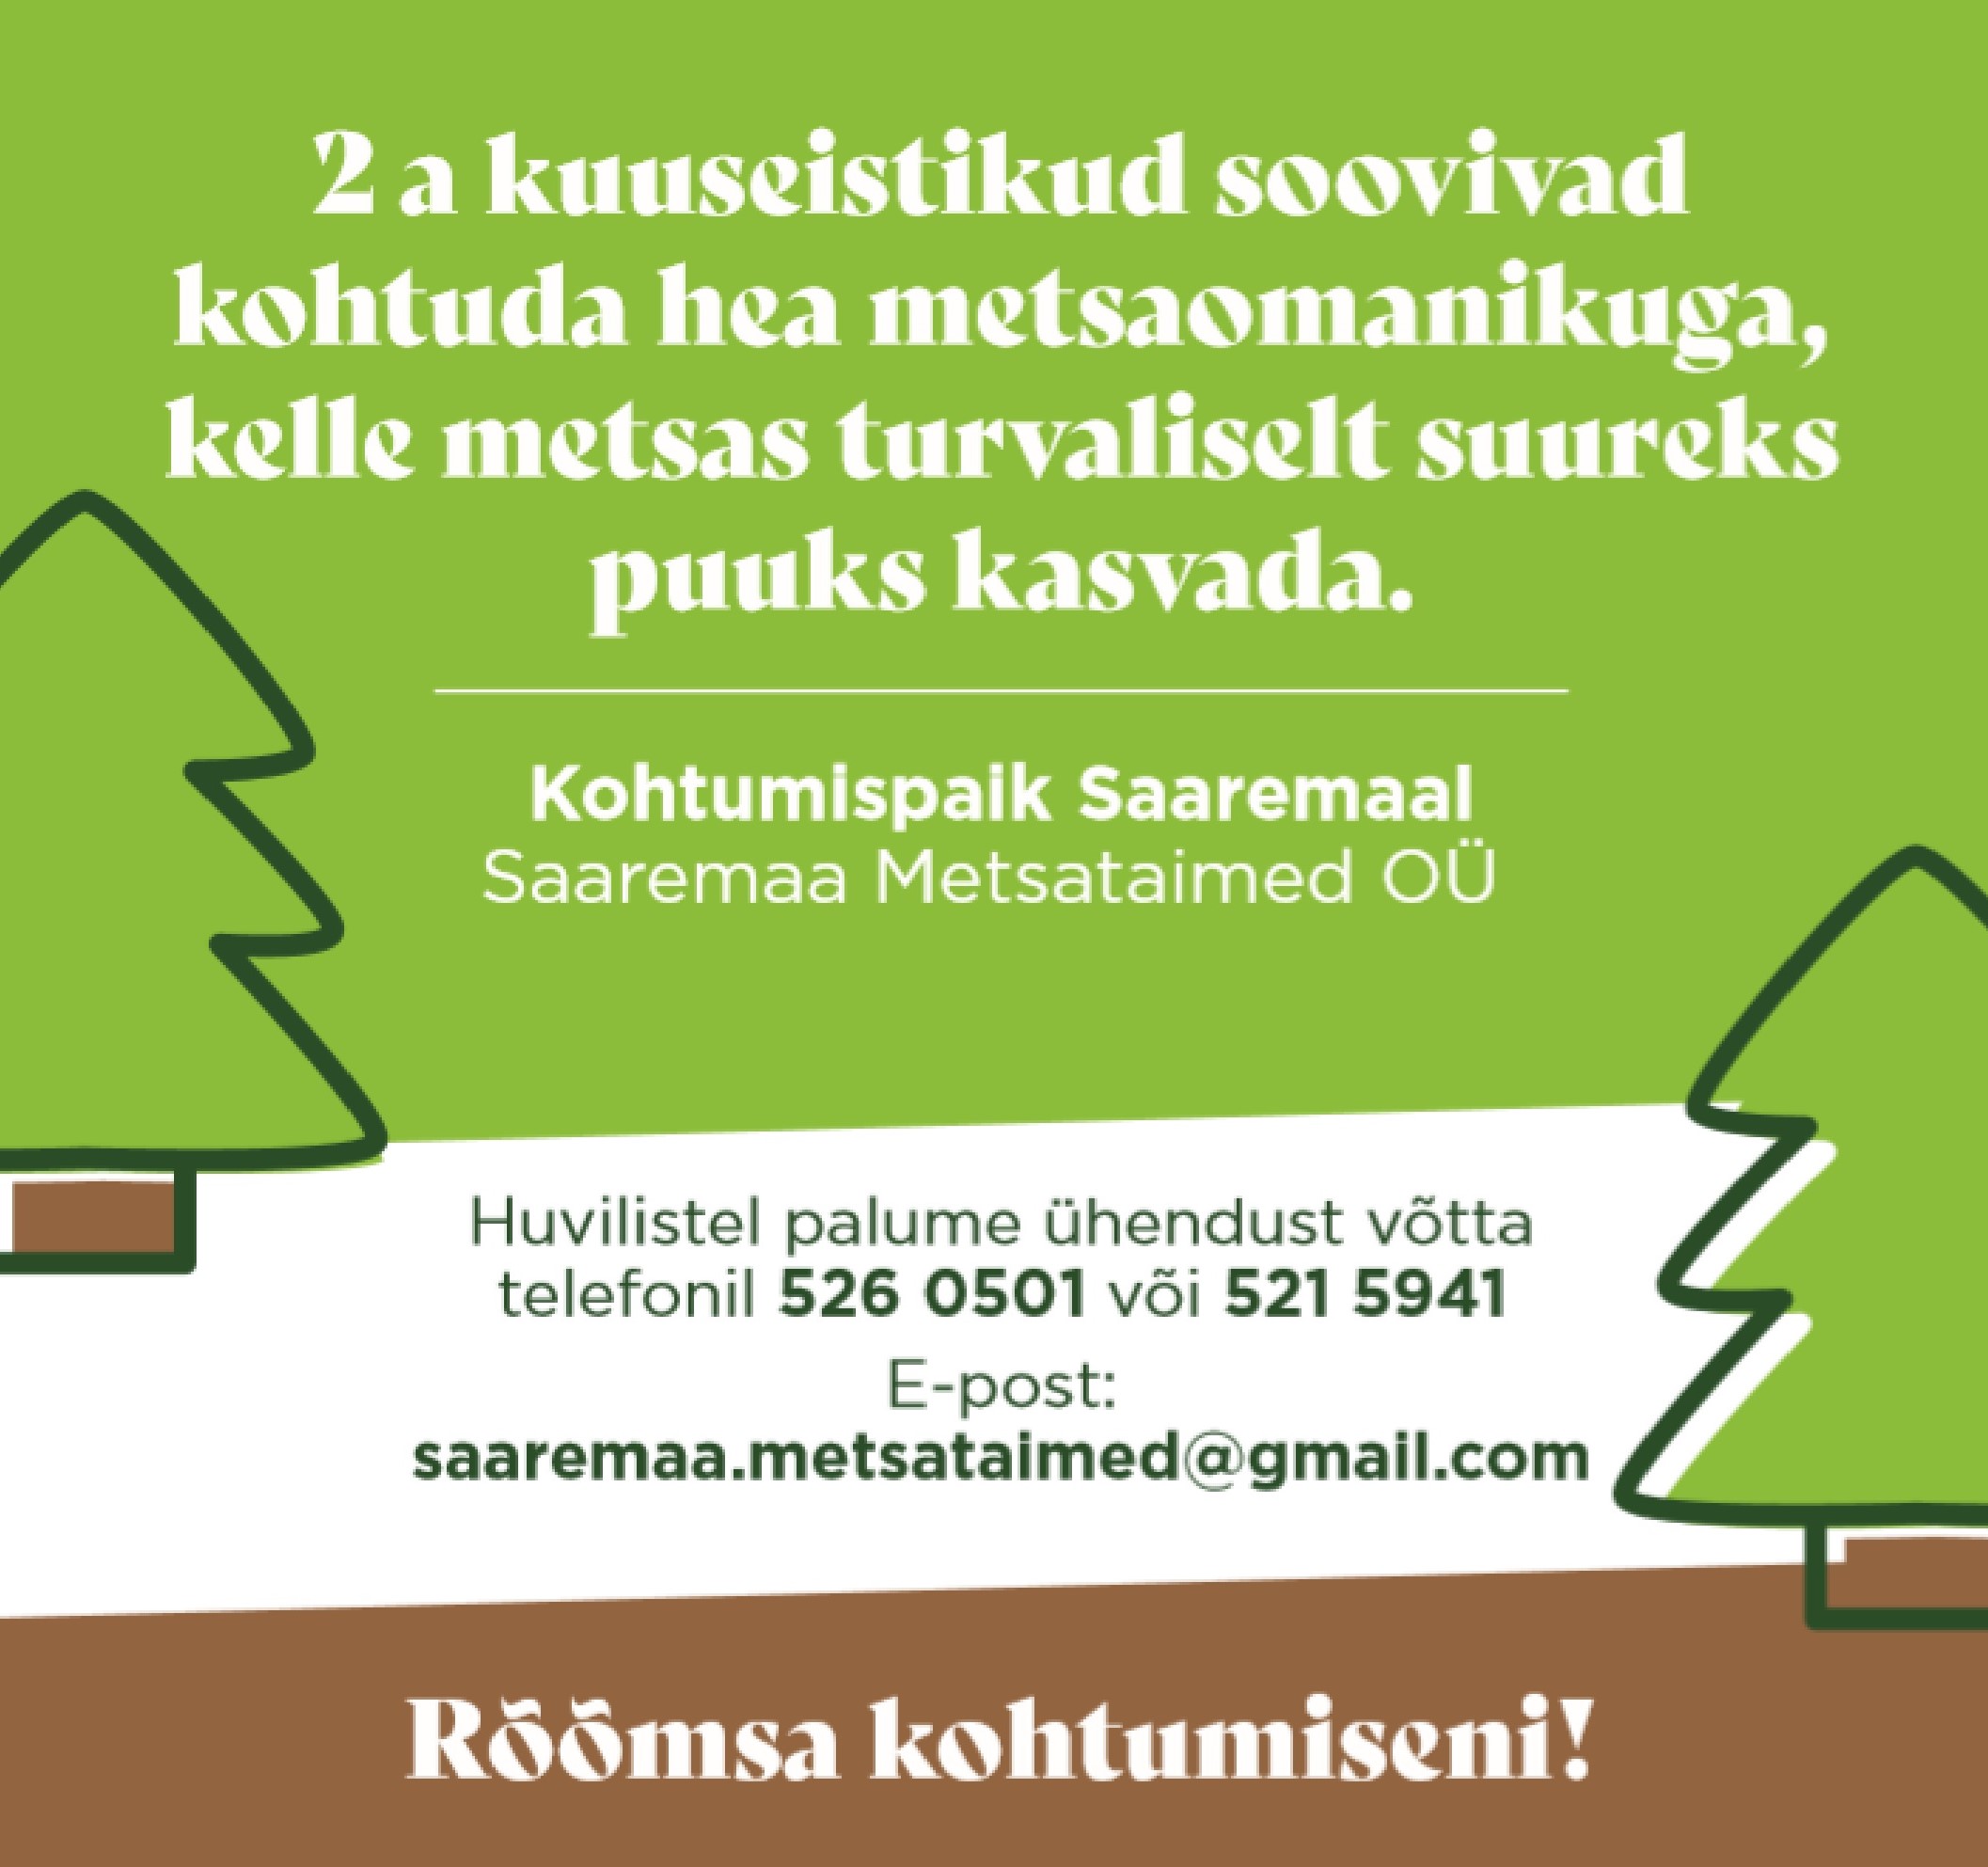 2 a kuuseistikud soovivad
kohtuda hea metsaomanikuga,
kelle metsas turvaliselt suureks
puuks kasvada.
Kohtumispaik Saaremaal
Saaremaa Metsataimed OÜ
Huvilistel palume ühendust võtta
telefonil 526 0501 või 521 5941
E-post:
saaremaa.metsataimed@gmail.com
Rõõmsa kohtumiseni!